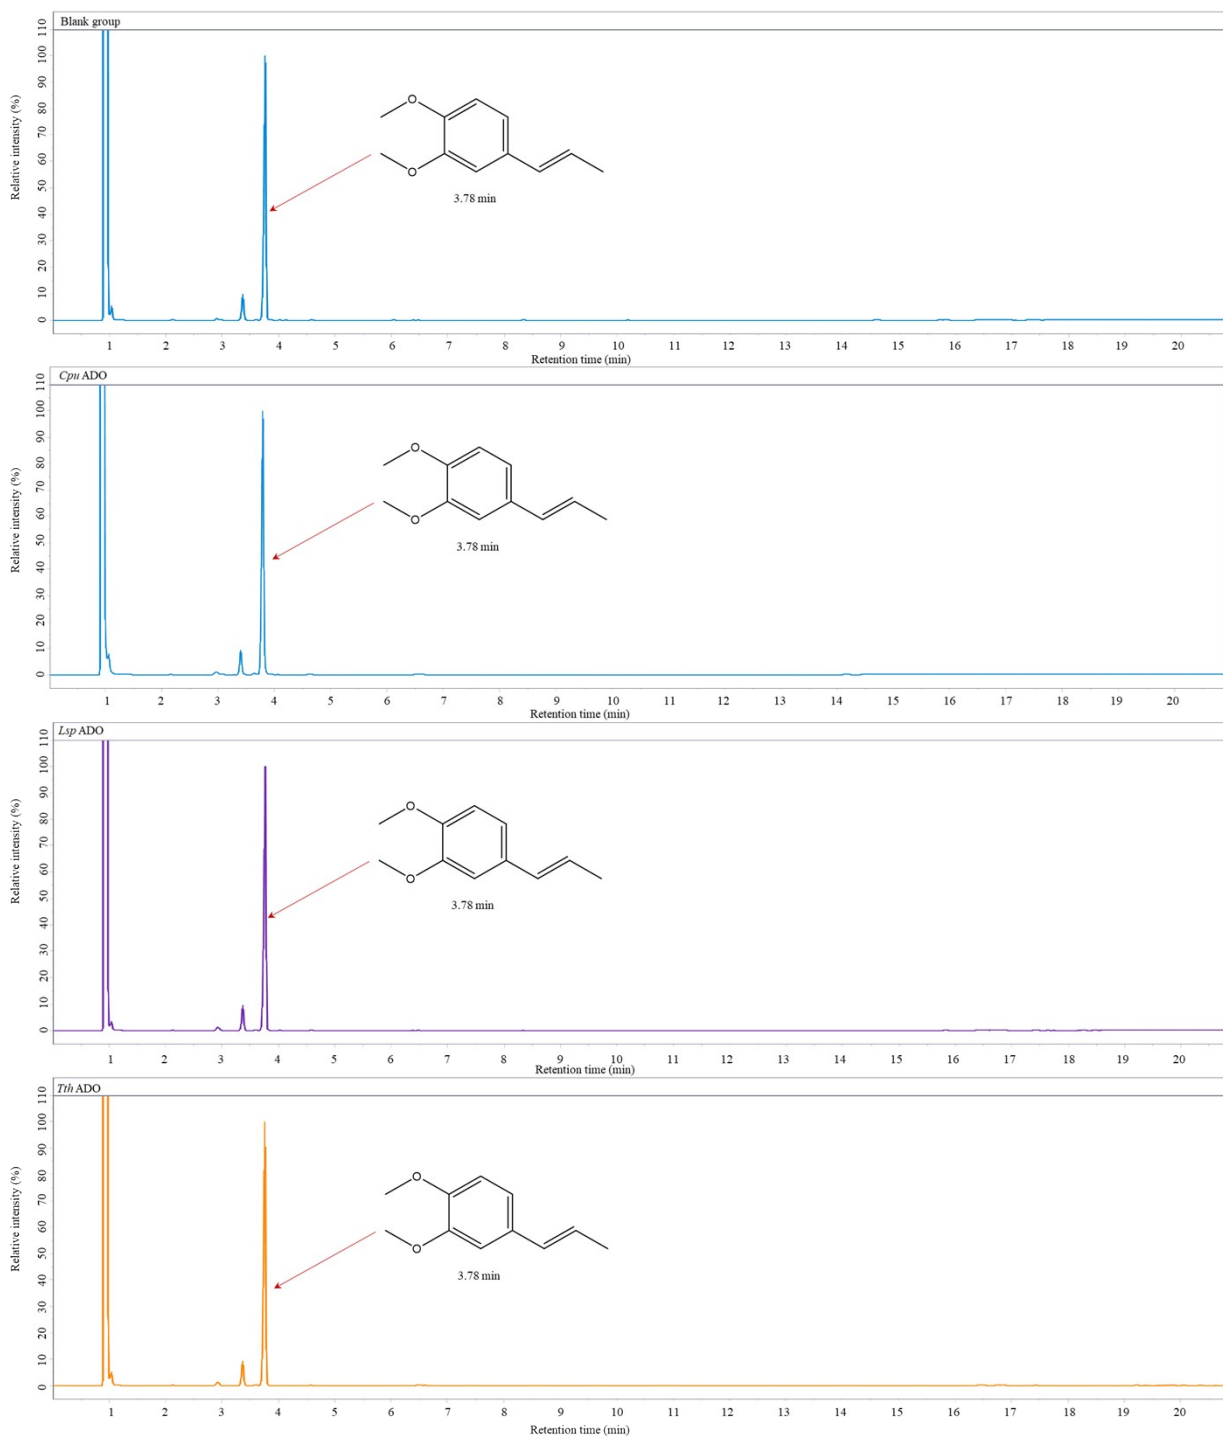 Blank group
Relative intensity (%)
110
100
90
80
70
60
50
40
30
20
10
0
O
O
3.78 min
1 2 3 4 5 6 7 8 9 10 11 12 13 14 15 16 17 18 19 20
Retention time (min)
Cpu ADO
Relative intensity (%)
110
100
90
80
70
60
50
40
30
20
10
0
O
O
3.78 min
1 2 3 4 5 6 7 8 9 10 11 12 13 14 15 16 17 18 19 20
Retention time (min)
Lsp ADO
Relative intensity (%)
110
100
90
80
70
60
50
40
30
20
10
0
O
O
3.78 min
1 2 3 4 5 6 7 8 9 10 11 12 13 14 15 16 17 18 19 20
Retention time (min)
Tth ADO
Relative intensity (%)
110
100
90
80
70
60
50
40
30
20
10
0
O
O
3.78 min
1 2 3 4 5 6 7 8 9 10 11 12 13 14 15 16 17 18 19 20
Retention time (min)